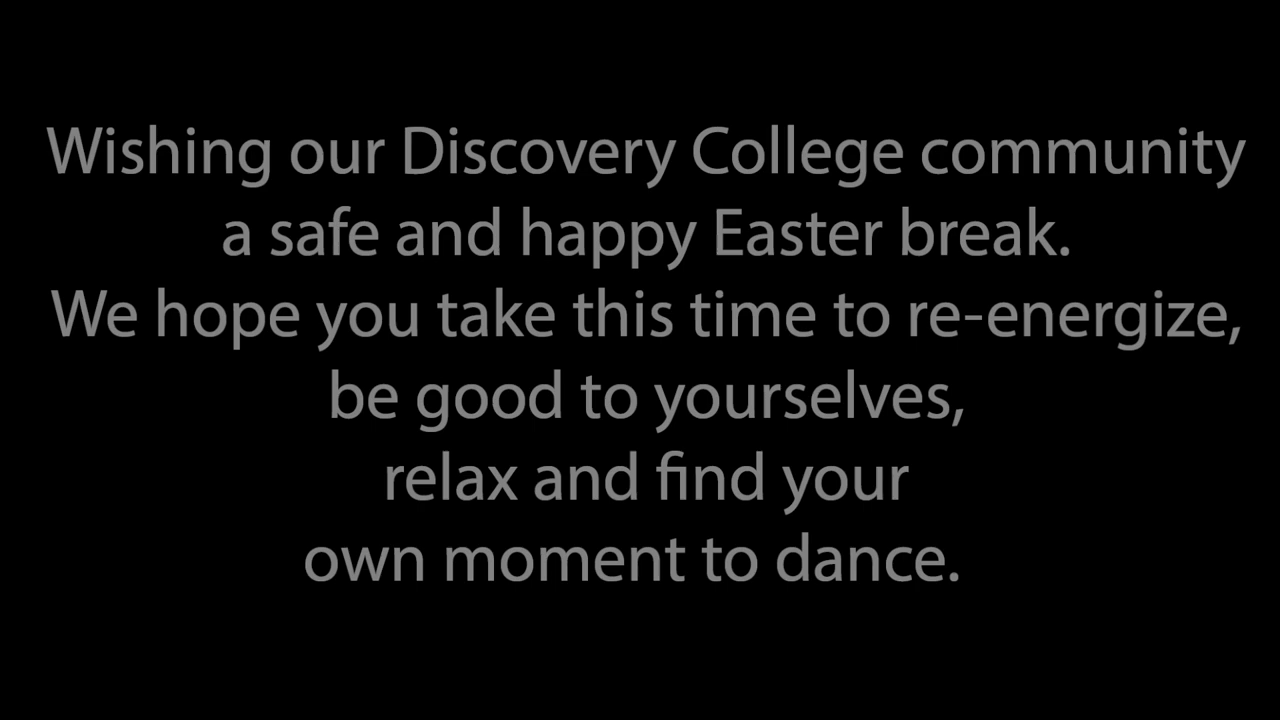 Wishing our Discovery College community
a safe and happy Easter break.
We hope you take this time to re-energize,
be good to yourselves,
relax and find your
own moment to dance.